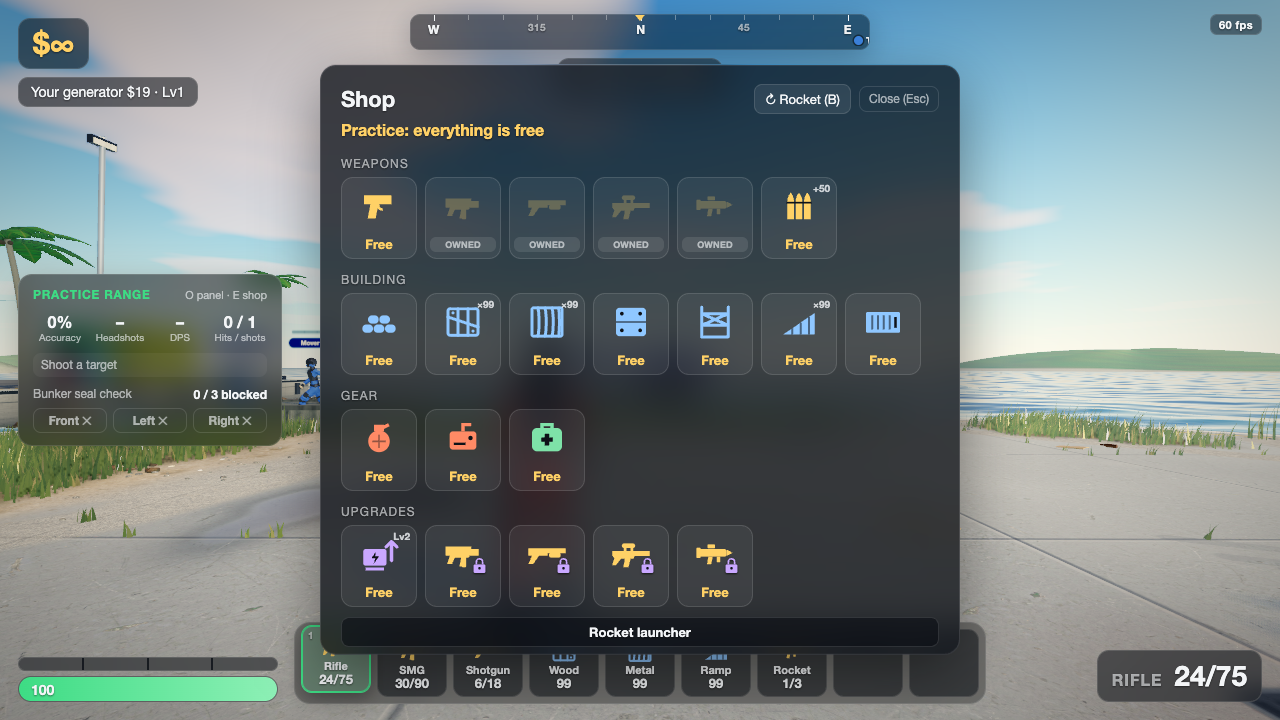 $∞
W 315 N 45 E
60 fps
Your generator $19 · Lv1
Shop
↻ Rocket (B)
Close (Esc)
Practice: everything is free
WEAPONS
+50
Free OWNED OWNED OWNED OWNED Free
BUILDING
×99 ×99 ×99
Free Free Free Free Free Free Free
GEAR
Free Free Free
UPGRADES
Lv2
Free Free Free Free Free
Rocket launcher
PRACTICE RANGE O panel · E shop
0% – – 0 / 1
Accuracy Headshots DPS Hits / shots
Shoot a target
Bunker seal check 0 / 3 blocked
Front ✕ Left ✕ Right ✕
Mover
100
1
Rifle SMG Shotgun Wood Metal Ramp Rocket
24/75 30/90 6/18 99 99 99 1/3
RIFLE 24/75